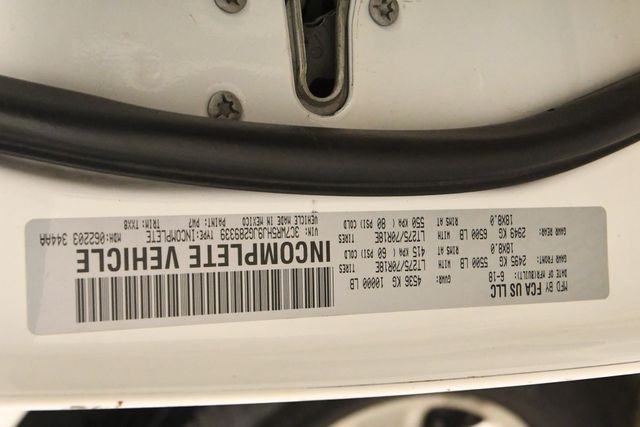 MFD BY FCA US LLC
DATE OF MFR(BUILT): 6-18
GVWR: 4536 KG 10000 LB
GAWR FRONT:
2495 KG 5500 LB WITH LT275/70R18E TIRES
18X8.0 RIMS AT 415 KPA (60 PSI) COLD
GAWR REAR:
2949 KG 6500 LB WITH LT275/70R18E TIRES
18X8.0 RIMS AT 550 KPA (80 PSI) COLD
INCOMPLETE VEHICLE
VIN: TYPE:INCOMPLETE MDH:062203 344AA
VEHICLE MADE IN MEXICO PAINT: PW7 TRIM:TXX8